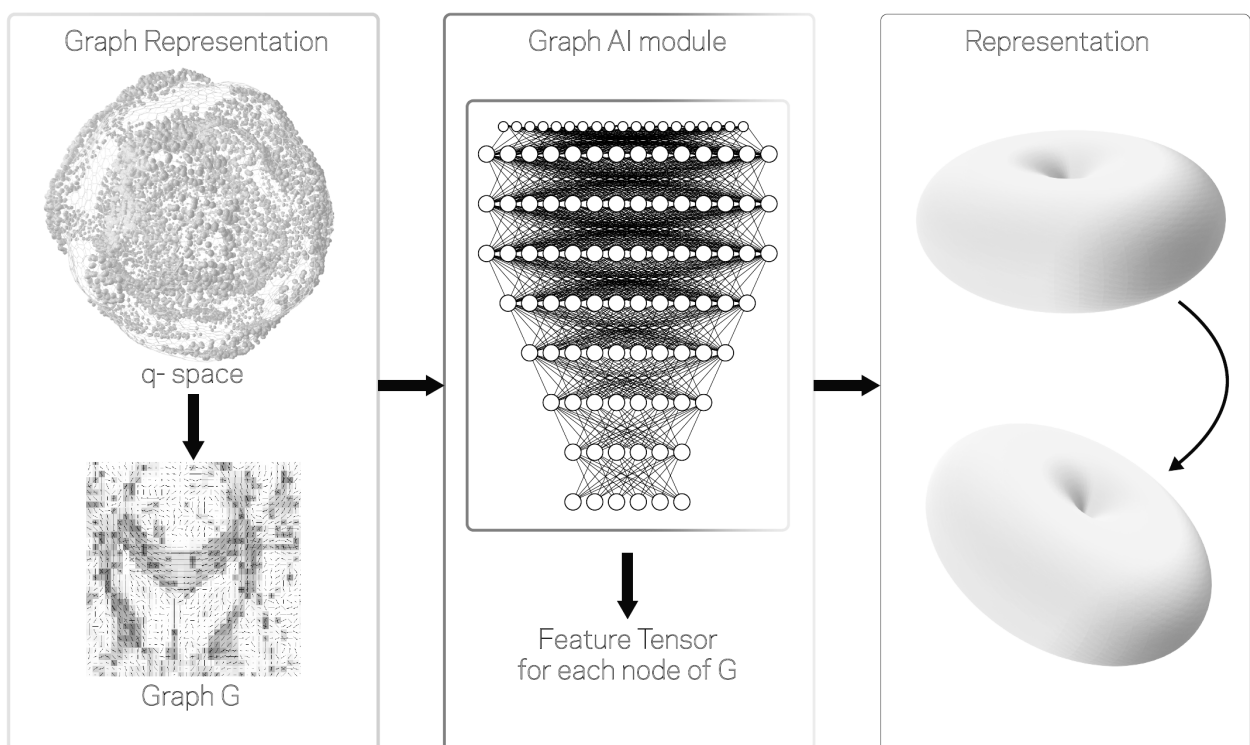 Graph Representation
q- space
Graph G
Graph AI module
Feature Tensor
for each node of G
Representation